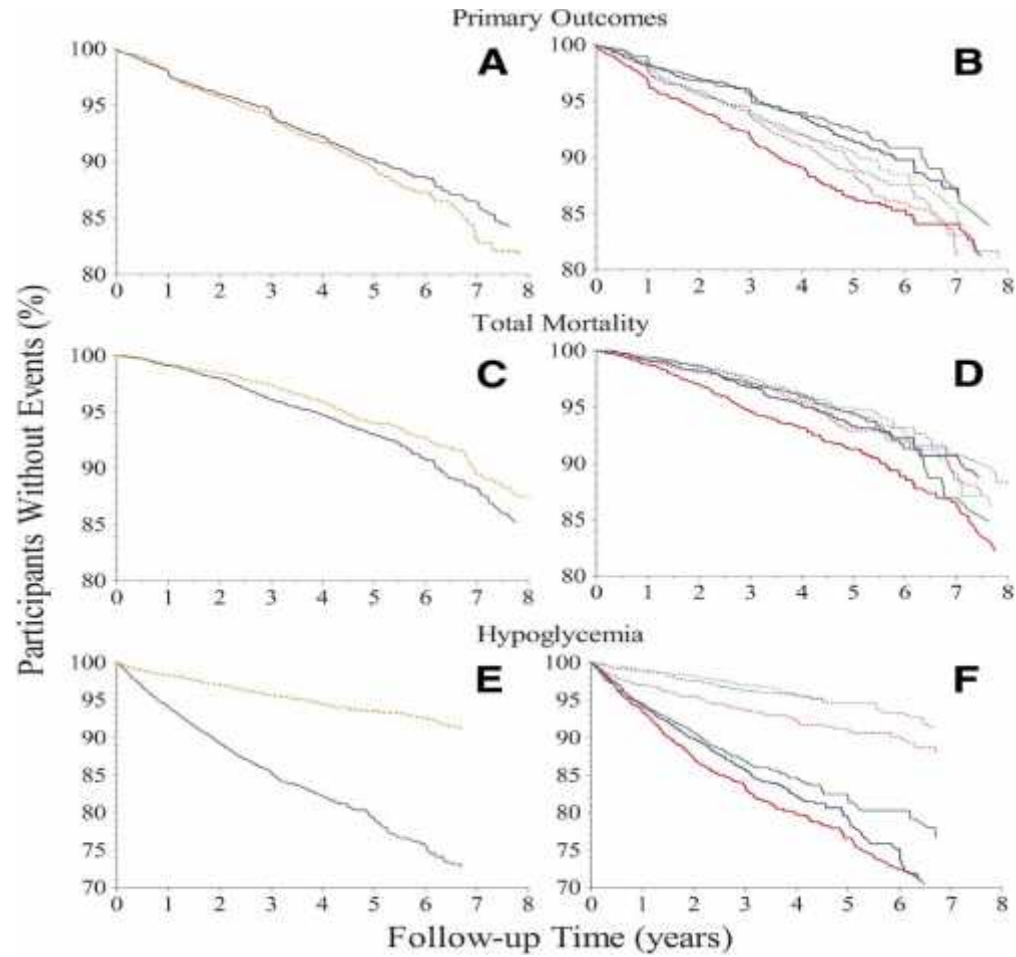 Primary Outcomes
A
B
100
95
90
85
80
0 1 2 3 4 5 6 7 8
100
95
90
85
80
0 1 2 3 4 5 6 7 8
Total Mortality
C
D
100
95
90
85
80
0 1 2 3 4 5 6 7 8
100
95
90
85
80
0 1 2 3 4 5 6 7 8
Hypoglycemia
E
F
100
95
90
85
80
75
70
0 1 2 3 4 5 6 7 8
100
95
90
85
80
75
70
0 1 2 3 4 5 6 7 8
Participants Without Events (%)
Follow-up Time (years)